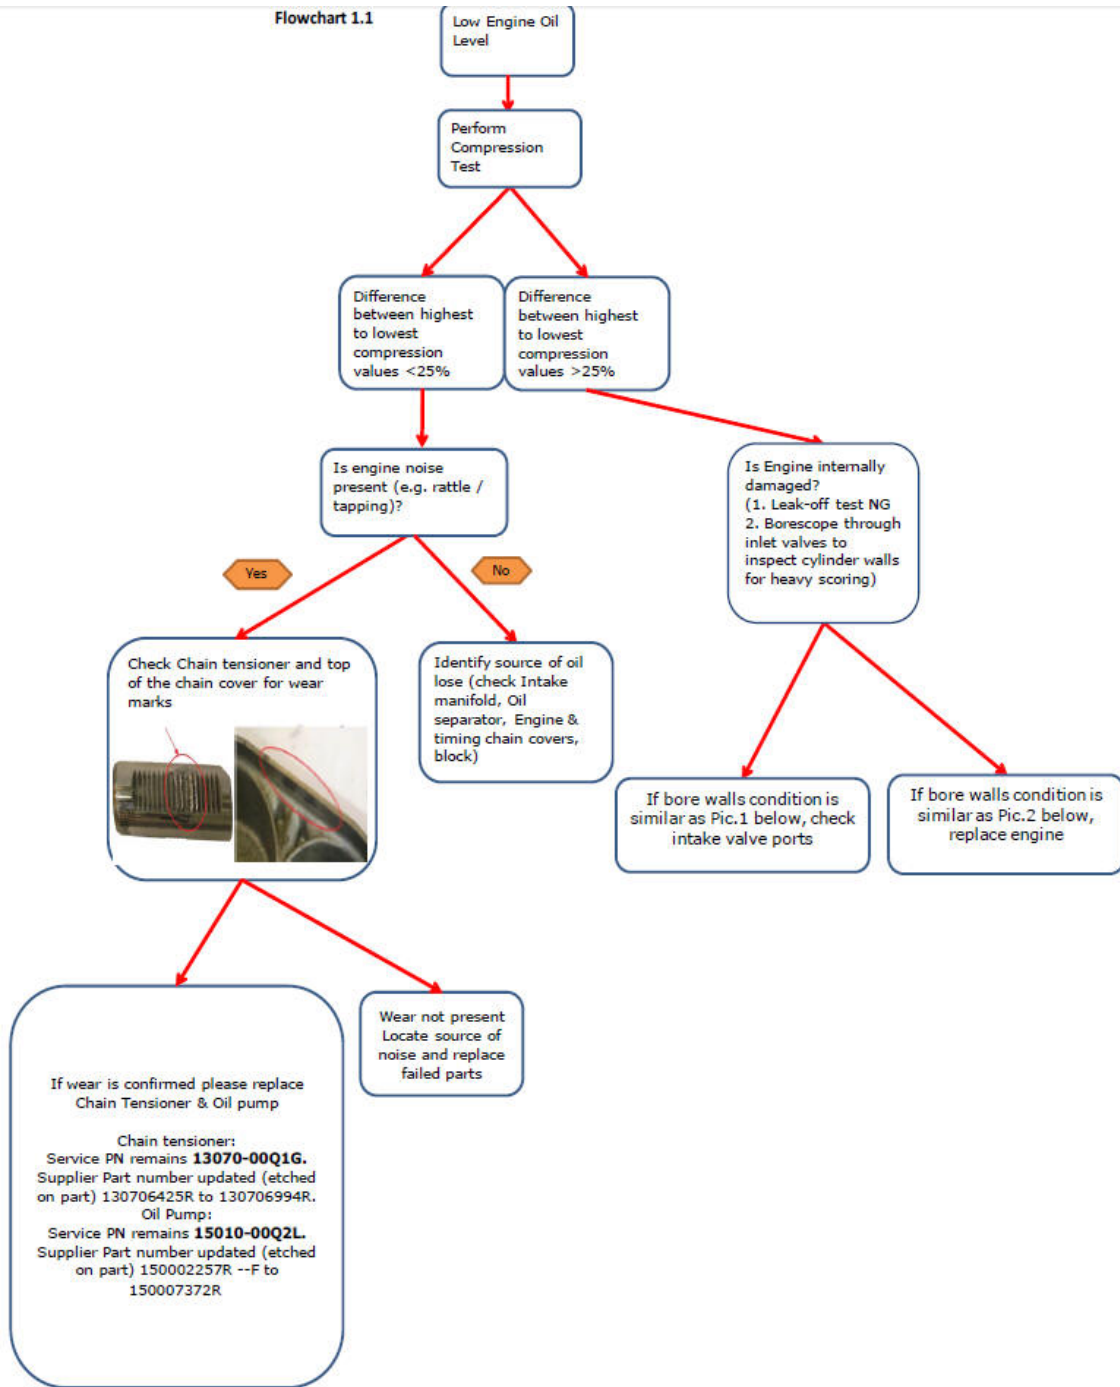 Flowchart 1.1
Low Engine Oil
Level
Perform
Compression
Test
Difference
between highest
to lowest
compression
values <25%
Difference
between highest
to lowest
compression
values >25%
Is engine noise
present (e.g. rattle /
tapping)?
Is Engine internally
damaged?
(1. Leak-off test NG
2. Borescope through
inlet valves to
inspect cylinder walls
for heavy scoring)
Yes
No
Check Chain tensioner and top
of the chain cover for wear
marks
Identify source of oil
lose (check Intake
manifold, Oil
separator, Engine &
timing chain covers,
block)
If bore walls condition is
similar as Pic.1 below, check
intake valve ports
If bore walls condition is
similar as Pic.2 below,
replace engine
If wear is confirmed please replace
Chain Tensioner & Oil pump
Chain tensioner:
Service PN remains 13070-00Q1G.
Supplier Part number updated (etched
on part) 130706425R to 130706994R.
Oil Pump:
Service PN remains 15010-00Q2L.
Supplier Part number updated (etched
on part) 150002257R --F to
150007372R
Wear not present
Locate source of
noise and replace
failed parts